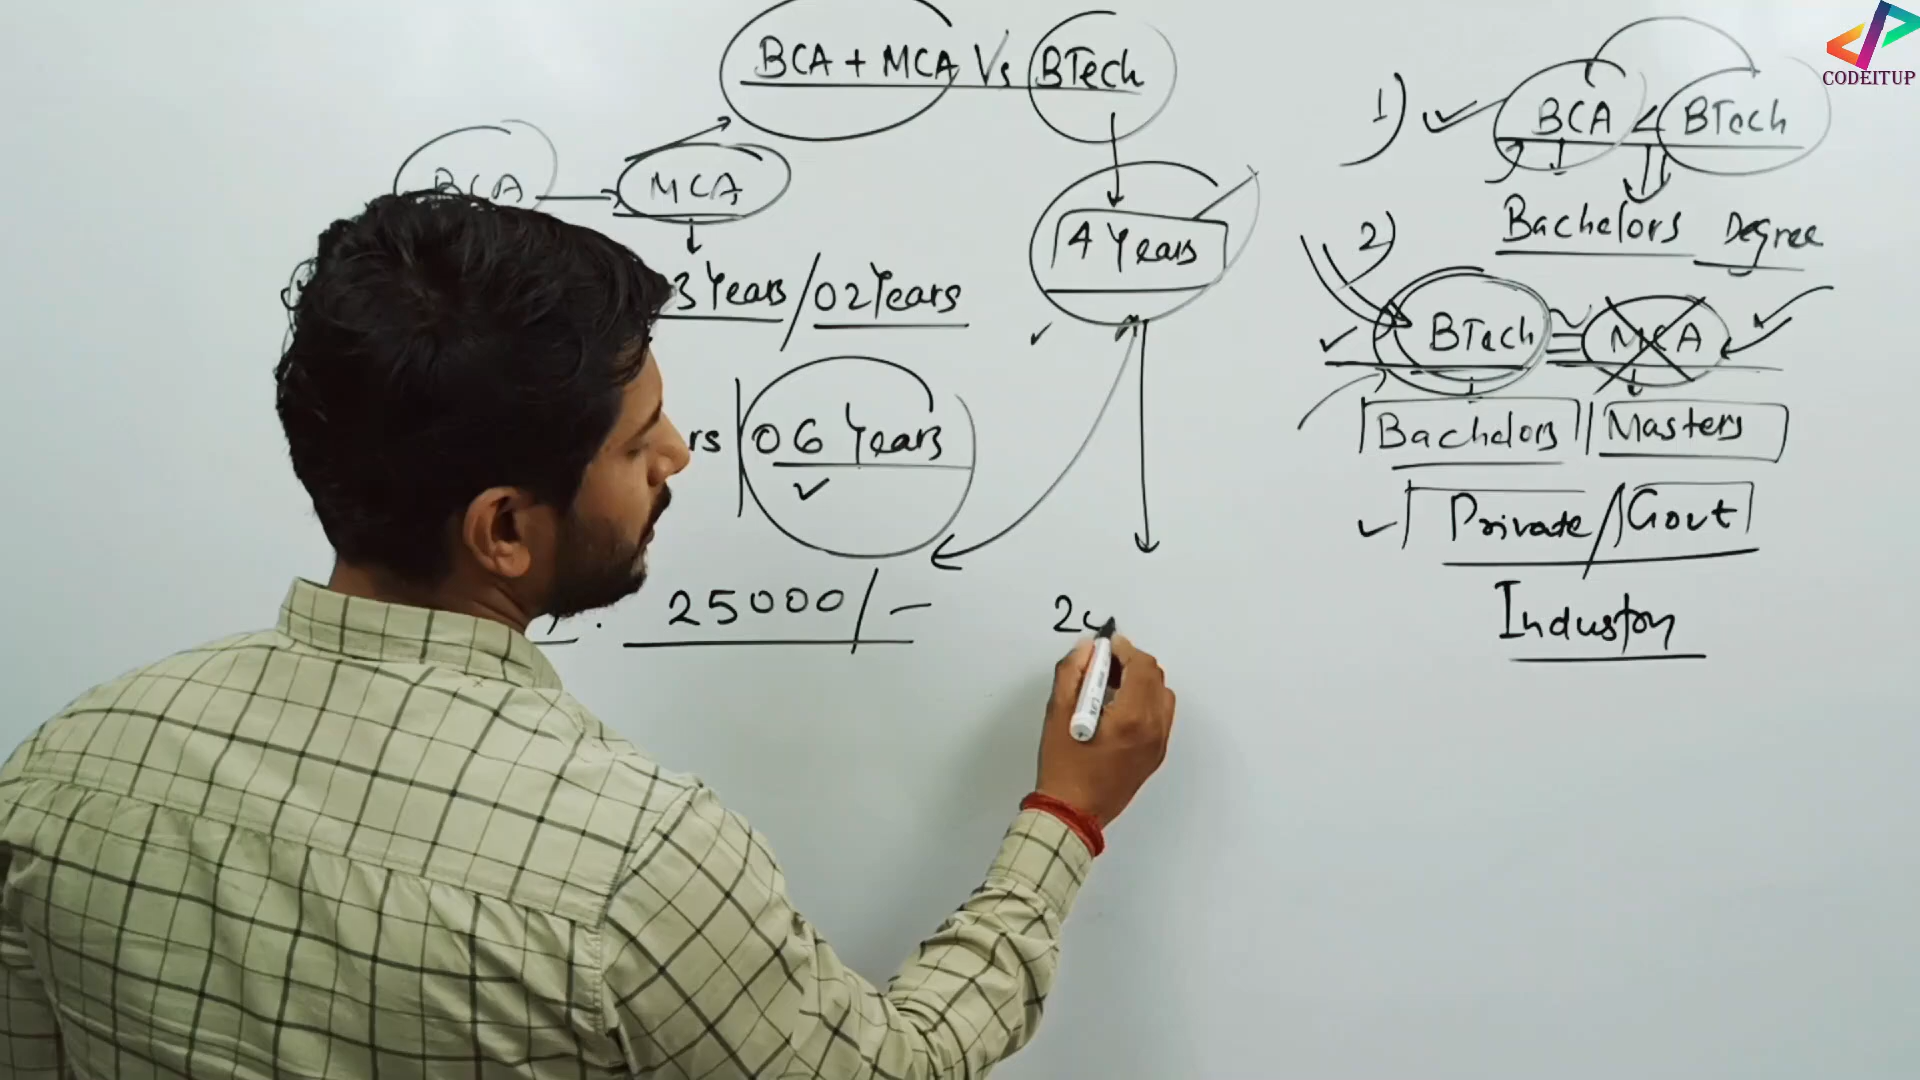 BCA + MCA Vs BTech
BCA MCA
3 Years / 02 Years
4 Years
rs 06 Years
25000/-
1) BCA < BTech
Bachelors Degree
2)
BTech MCA
Bachelors / Masters
Private / Govt
Industry
CODEITUP